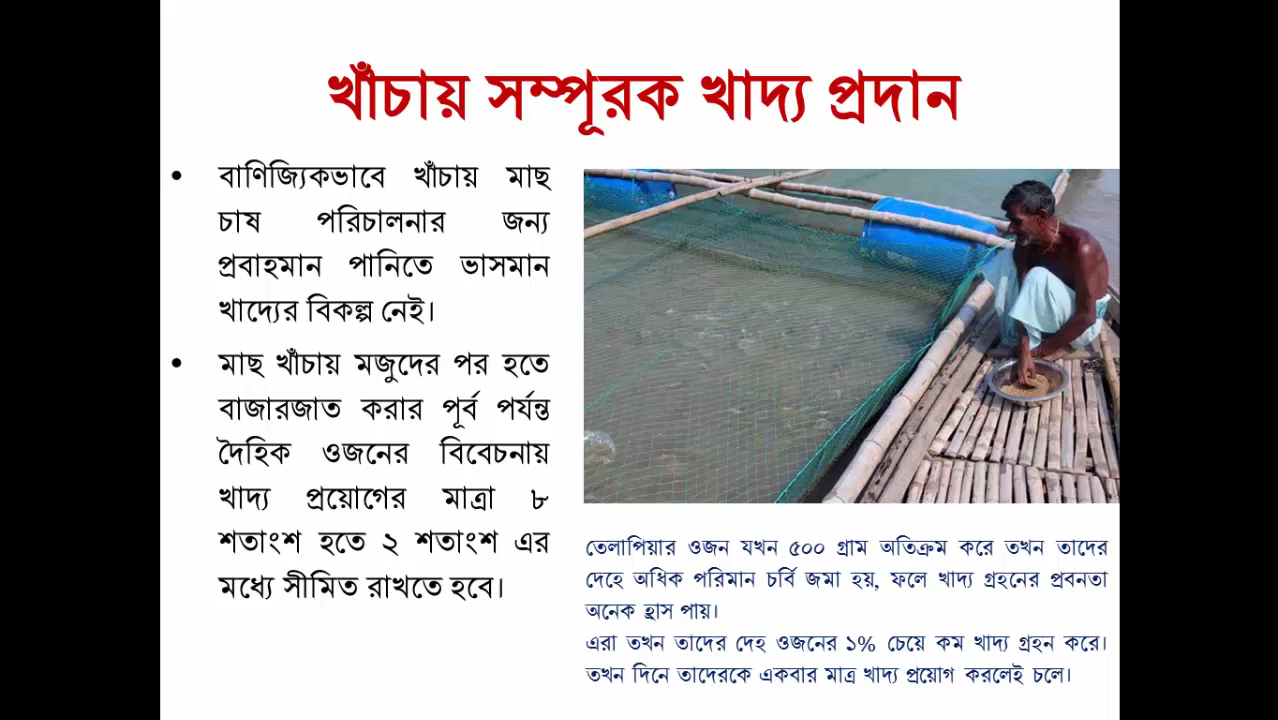 খাঁচায় সম্পূরক খাদ্য প্রদান
• বাণিজ্যিকভাবে খাঁচায় মাছ
চাষ পরিচালনার জন্য
প্রবাহমান পানিতে ভাসমান
খাদ্যের বিকল্প নেই।
• মাছ খাঁচায় মজুদের পর হতে
বাজারজাত করার পূর্ব পর্যন্ত
দৈহিক ওজনের বিবেচনায়
খাদ্য প্রয়োগের মাত্রা ৮
শতাংশ হতে ২ শতাংশ এর
মধ্যে সীমিত রাখতে হবে।
তেলাপিয়ার ওজন যখন ৫০০ গ্রাম অতিক্রম করে তখন তাদের
দেহে অধিক পরিমান চর্বি জমা হয়, ফলে খাদ্য গ্রহনের প্রবনতা
অনেক হ্রাস পায়।
এরা তখন তাদের দেহ ওজনের ১% চেয়ে কম খাদ্য গ্রহন করে।
তখন দিনে তাদেরকে একবার মাত্র খাদ্য প্রয়োগ করলেই চলে।